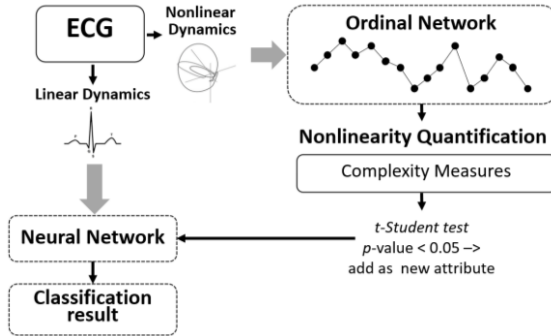 ECG
Nonlinear
Dynamics
Ordinal Network
Linear Dynamics
Nonlinearity Quantification
Complexity Measures
t-Student test
p-value < 0.05 –>
add as new attribute
Neural Network
Classification
result